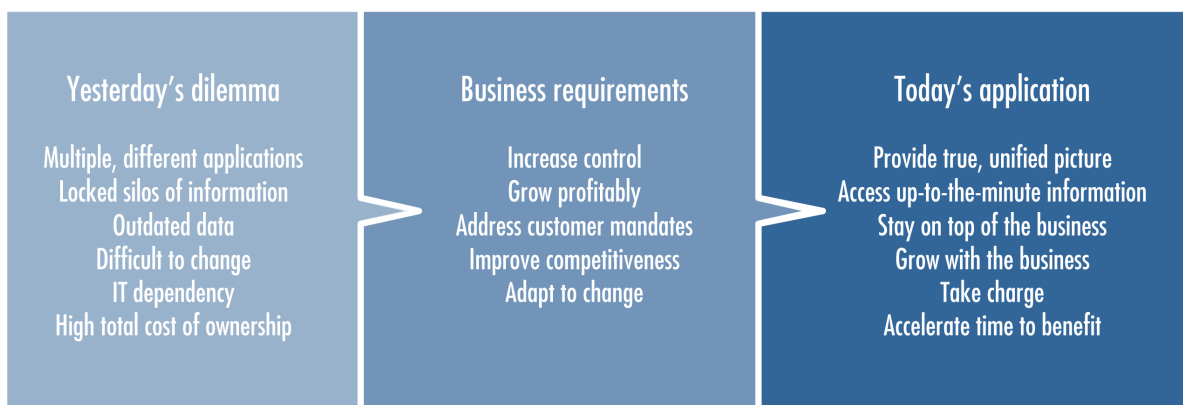 Yesterday’s dilemma
Multiple, different applications
Locked silos of information
Outdated data
Difficult to change
IT dependency
High total cost of ownership
Business requirements
Increase control
Grow profitably
Address customer mandates
Improve competitiveness
Adapt to change
Today’s application
Provide true, unified picture
Access up-to-the-minute information
Stay on top of the business
Grow with the business
Take charge
Accelerate time to benefit